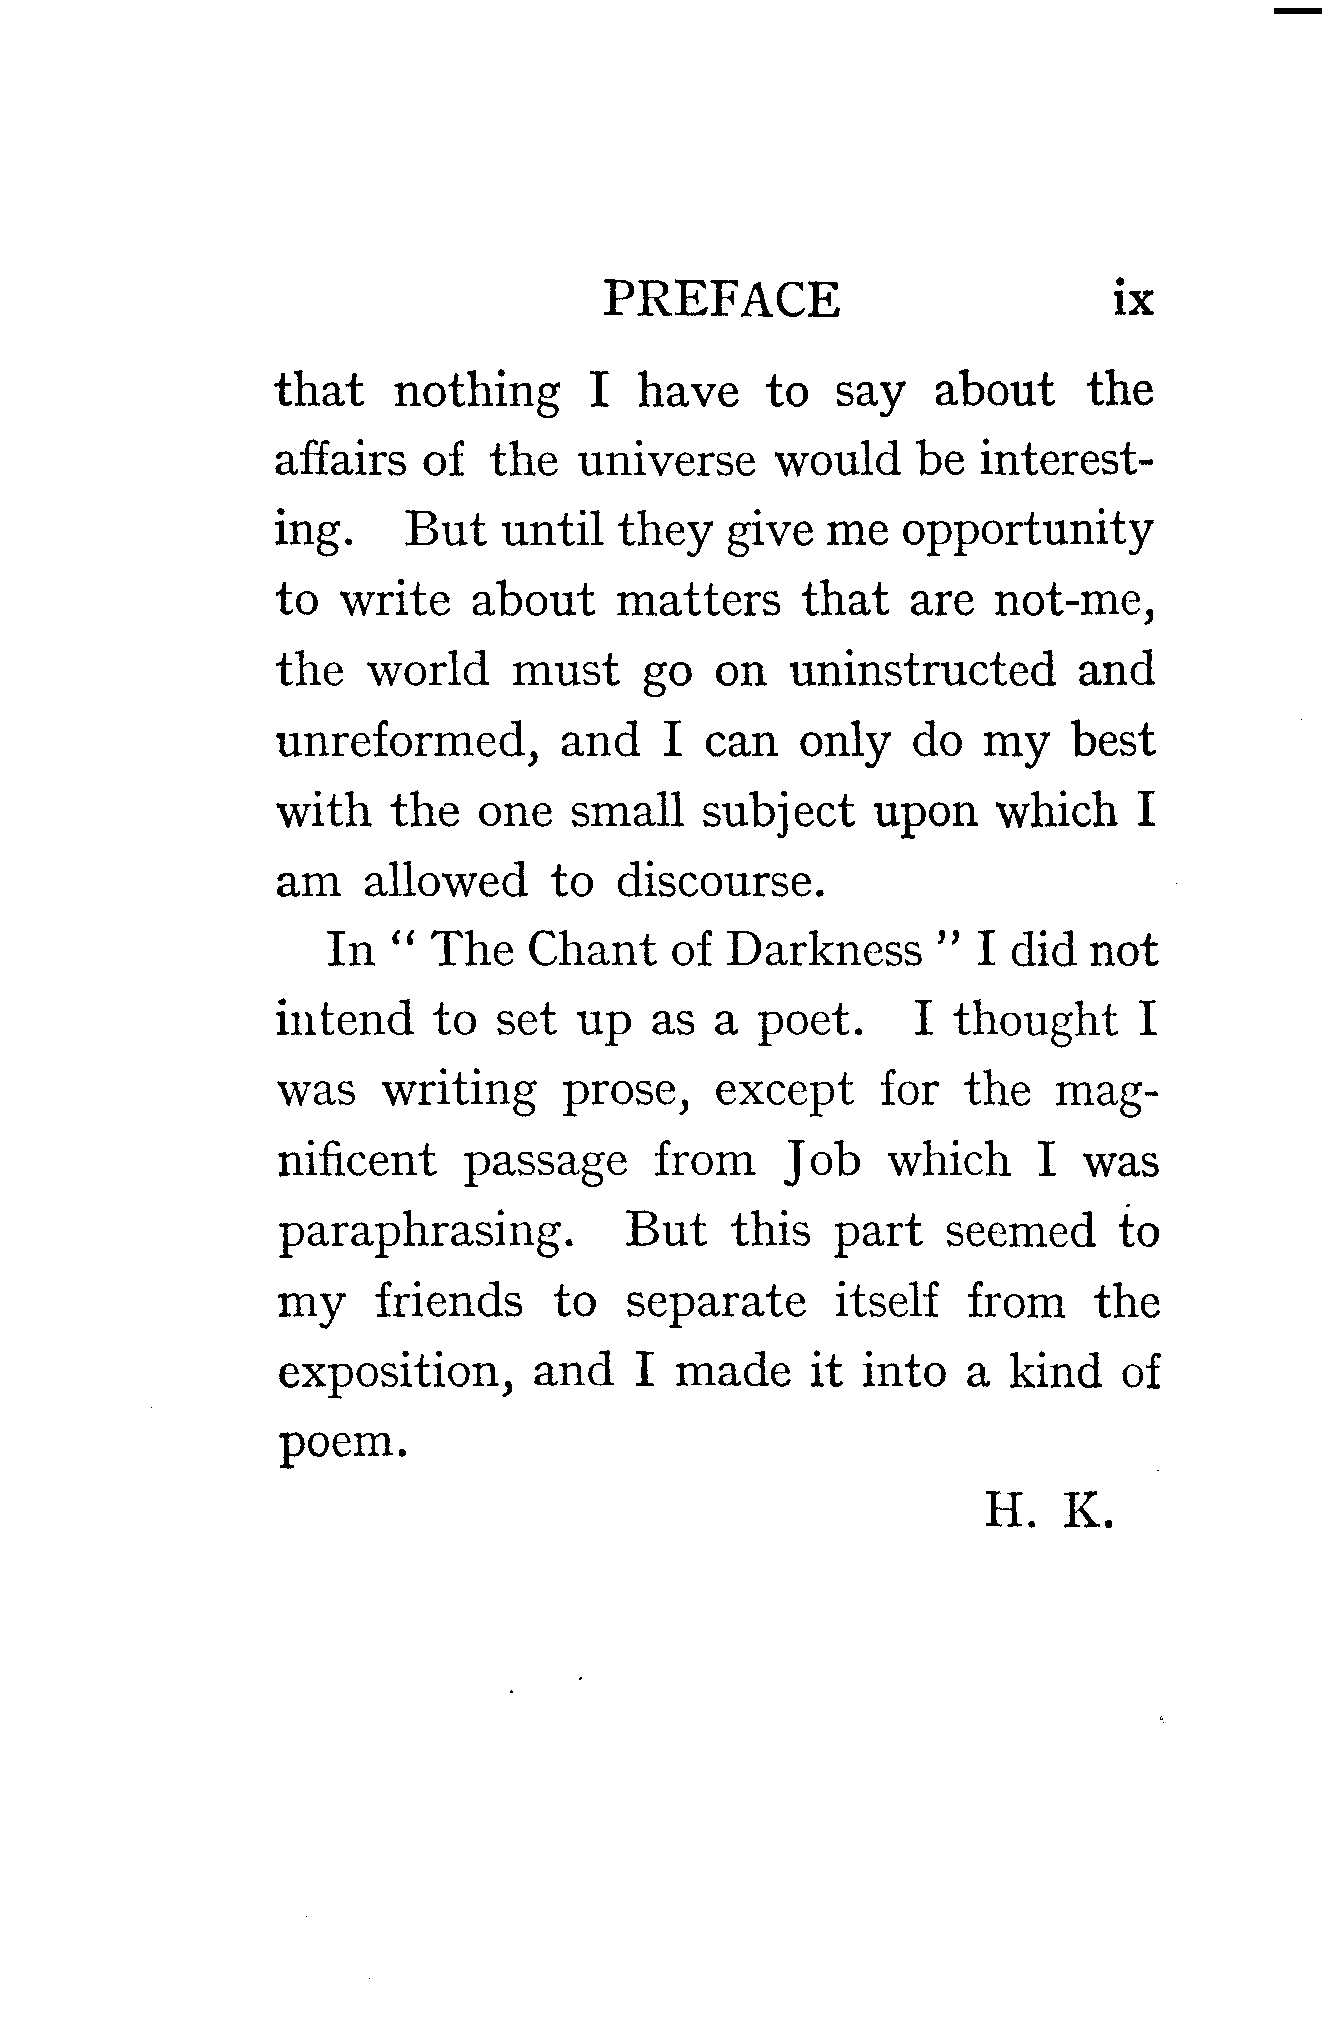 PREFACE ix
that nothing I have to say about the
affairs of the universe would be interest-
ing. But until they give me opportunity
to write about matters that are not-me,
the world must go on uninstructed and
unreformed, and I can only do my best
with the one small subject upon which I
am allowed to discourse.
In “ The Chant of Darkness ” I did not
intend to set up as a poet. I thought I
was writing prose, except for the mag-
nificent passage from Job which I was
paraphrasing. But this part seemed to
my friends to separate itself from the
exposition, and I made it into a kind of
poem.
H. K.